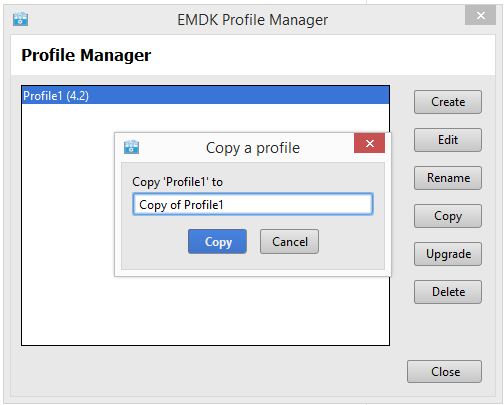 EMDK Profile Manager
Profile Manager
Profile1 (4.2)
Create
Edit
Rename
Copy
Upgrade
Delete
Close
Copy a profile
Copy 'Profile1' to
Copy of Profile1
Copy
Cancel